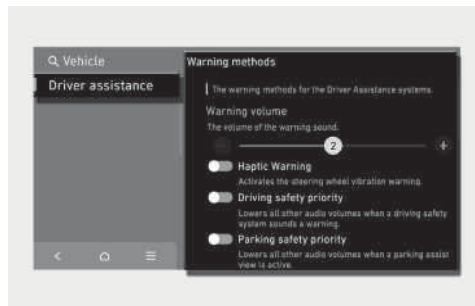 Vehicle
Driver assistance
Warning methods
The warning methods for the Driver Assistance systems.
Warning volume
The volume of the warning sound.
2
Haptic Warning
Activates the steering wheel vibration warning.
Driving safety priority
Lowers all other audio volumes when a driving safety
system sounds a warning.
Parking safety priority
Lowers all other audio volumes when a parking assist
view is active.